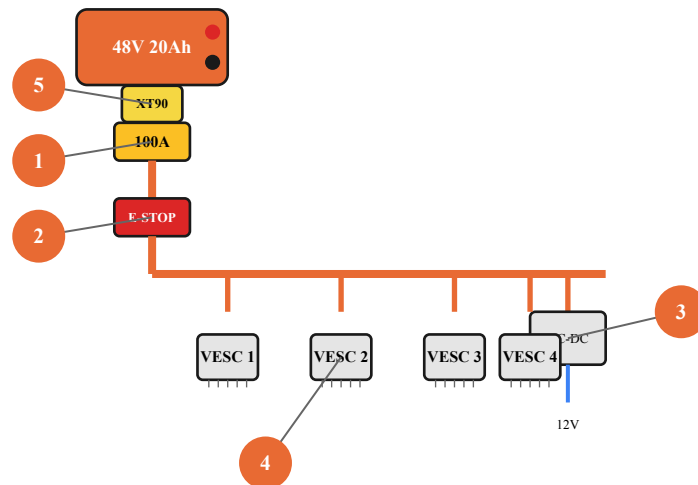 48V 20Ah
5
XT90
100A
1
E-STOP
2
3
C-DC
VESC 1
VESC 2
VESC 3
VESC 4
12V
4